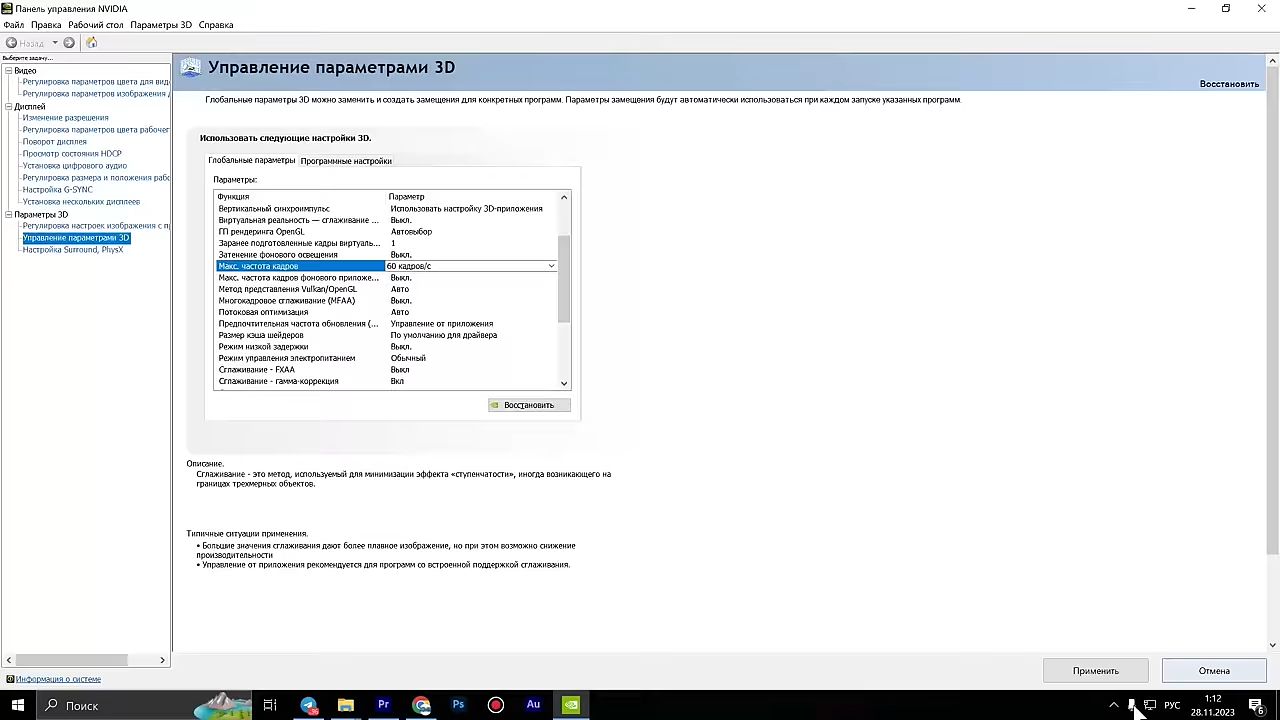 Панель управления NVIDIA
Файл Правка Рабочий стол Параметры 3D Справка
Назад
Выберите задачу...
Видео
Регулировка параметров цвета для вид
Регулировка параметров изображения д
Дисплей
Изменение разрешения
Регулировка параметров цвета рабочег
Поворот дисплея
Просмотр состояния HDCP
Установка цифрового аудио
Регулировка размера и положения рабо
Настройка G-SYNC
Установка нескольких дисплеев
Параметры 3D
Регулировка настроек изображения с п
Управление параметрами 3D
Настройка Surround, PhysX
Информация о системе
Управление параметрами 3D
Восстановить
Глобальные параметры 3D можно заменить и создать замещения для конкретных программ. Параметры замещения будут автоматически использоваться при каждом запуске указанных программ.
Использовать следующие настройки 3D.
Глобальные параметры Программные настройки
Параметры:
Функция Параметр
Вертикальный синхроимпульс Использовать настройку 3D-приложения
Виртуальная реальность — сглаживание ... Выкл.
ГП рендеринга OpenGL Автовыбор
Заранее подготовленные кадры виртуаль... 1
Затенение фонового освещения Выкл.
Макс. частота кадров 60 кадров/с
Макс. частота кадров фонового приложе... Выкл.
Метод представления Vulkan/OpenGL Авто
Многокадровое сглаживание (MFAA) Выкл.
Потоковая оптимизация Авто
Предпочтительная частота обновления (... Управление от приложения
Размер кэша шейдеров По умолчанию для драйвера
Режим низкой задержки Выкл.
Режим управления электропитанием Обычный
Сглаживание - FXAA Выкл
Сглаживание - гамма-коррекция Вкл
Восстановить
Описание.
Сглаживание - это метод, используемый для минимизации эффекта «ступенчатости», иногда возникающего на
границах трехмерных объектов.
Типичные ситуации применения.
• Большие значения сглаживания дают более плавное изображение, но при этом возможно снижение
производительности
• Управление от приложения рекомендуется для программ со встроенной поддержкой сглаживания.
Применить Отмена
Поиск
Pr Ps Au
РУС
1:12
28.11.2023
6